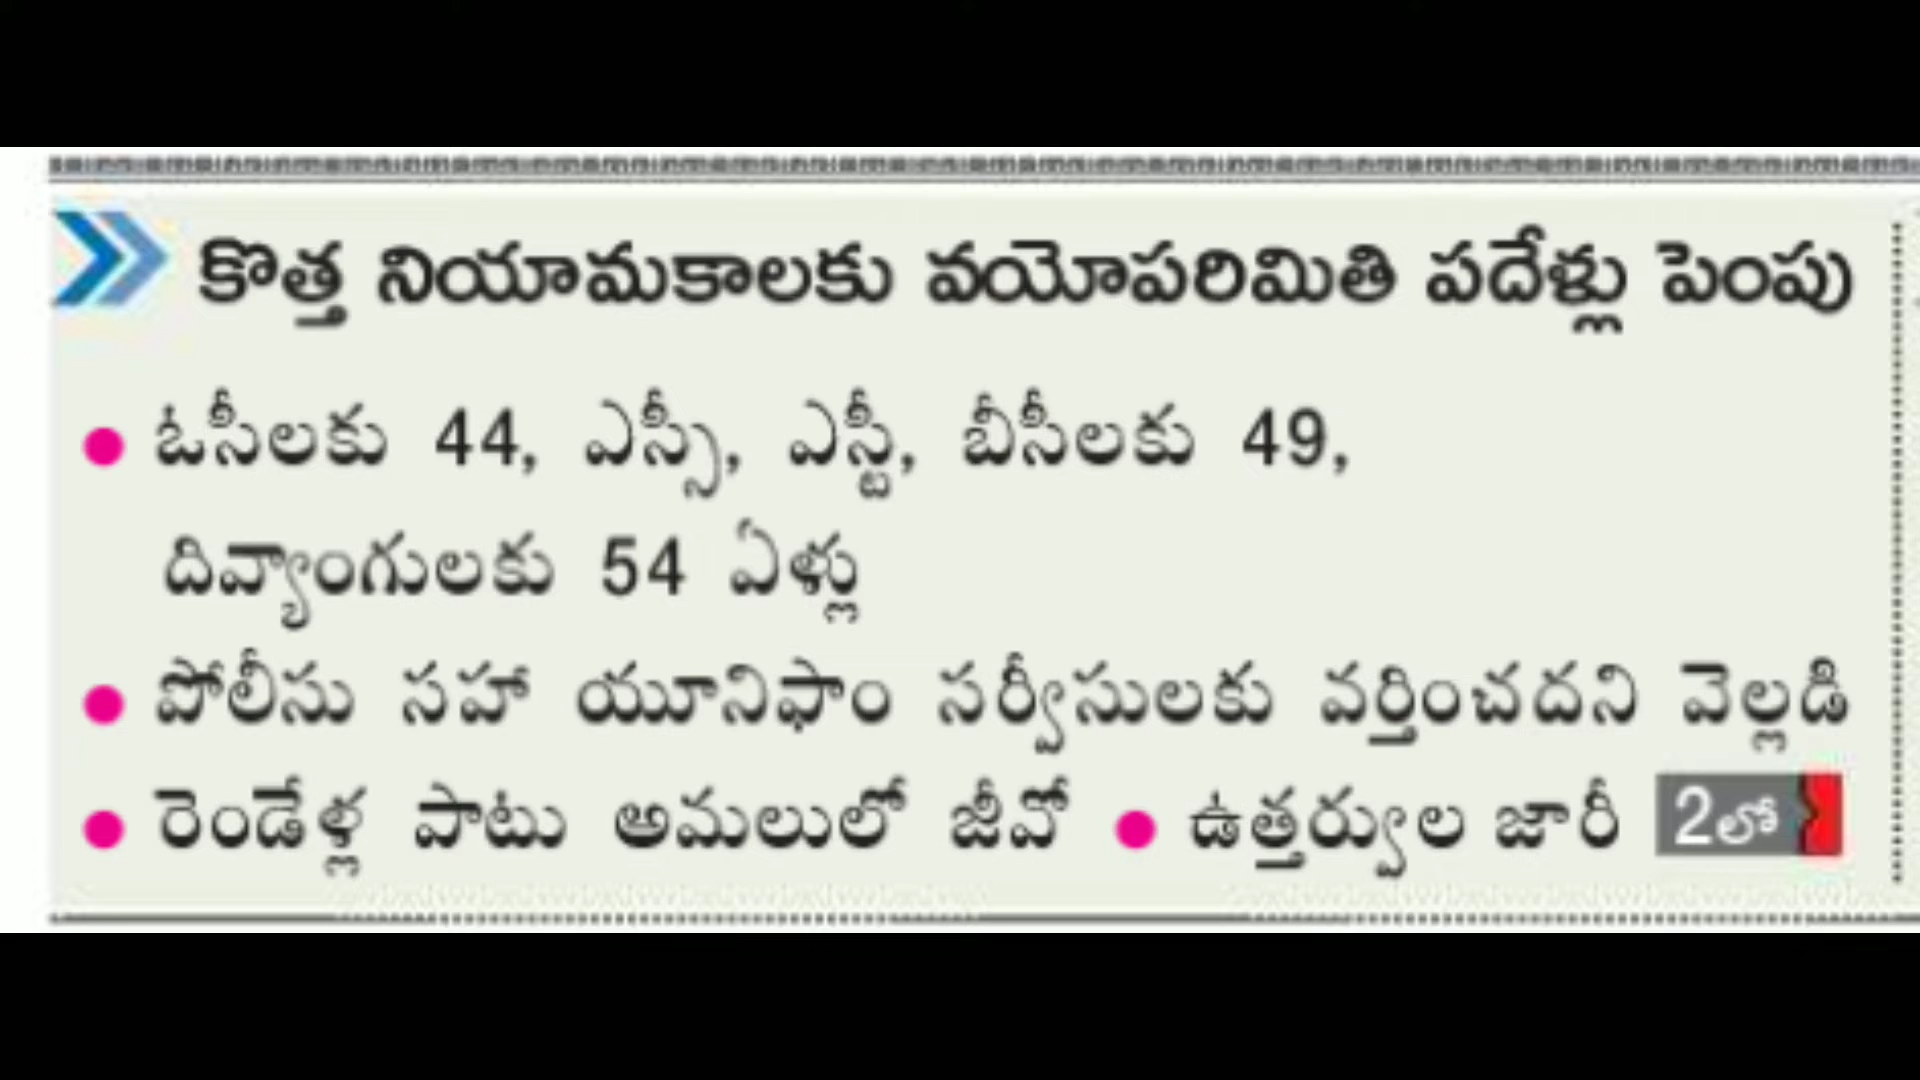 కొత్త నియామకాలకు వయోపరిమితి పదేళ్లు పెంపు
● ఓసీలకు 44, ఎస్సీ, ఎస్టీ, బీసీలకు 49,
దివ్యాంగులకు 54 ఏళ్లు
● పోలీసు సహా యూనిఫాం సర్వీసులకు వర్తించదని వెల్లడి
● రెండేళ్ల పాటు అమలులో జీవో ● ఉత్తర్వుల జారీ 2లో